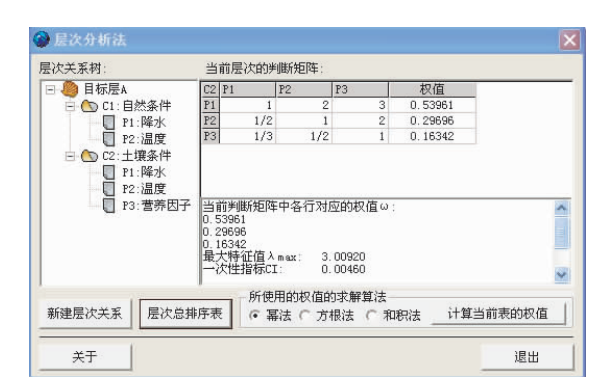 层次分析法
层次关系树:
当前层次的判断矩阵:
目标层A
C1:自然条件
P1:降水
P2:温度
C2:土壤条件
P1:降水
P2:温度
P3:营养因子
C2 P1 P2 P3 权值
P1 1 2 3 0.53961
P2 1/2 1 2 0.29696
P3 1/3 1/2 1 0.16342
当前判断矩阵中各行对应的权值ω:
0.53961
0.29696
0.16342
最大特征值λmax: 3.00920
一次性指标CI: 0.00460
新建层次关系
层次总排序表
所使用的权值的求解算法
幂法 方根法 和积法
计算当前表的权值
关于
退出